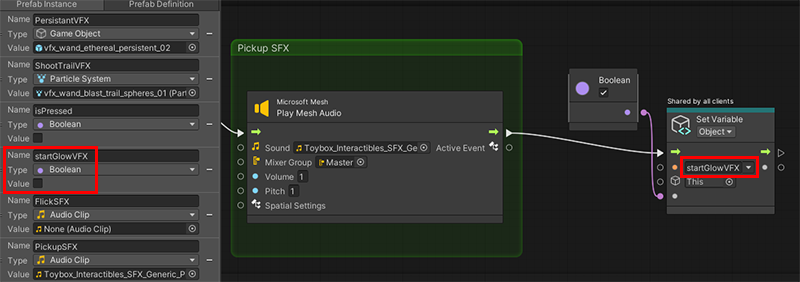 Prefab Instance
Prefab Definition
Name PersistantVFX
Type Game Object
Value vfx_wand_ethereal_persistent_02
Name ShootTrailVFX
Type Particle System
Value vfx_wand_blast_trail_spheres_01 (Part
Name isPressed
Type Boolean
Value
Name startGlowVFX
Type Boolean
Value
Name FlickSFX
Type Audio Clip
Value None (Audio Clip)
Name PickupSFX
Type Audio Clip
Value Toybox_Interactibles_SFX_Generic_P
Pickup SFX
Microsoft Mesh
Play Mesh Audio
Sound Toybox_Interactibles_SFX_Ge Active Event
Mixer Group Master
Volume 1
Pitch 1
Spatial Settings
Boolean
Shared by all clients
Set Variable
Object
startGlowVFX
This